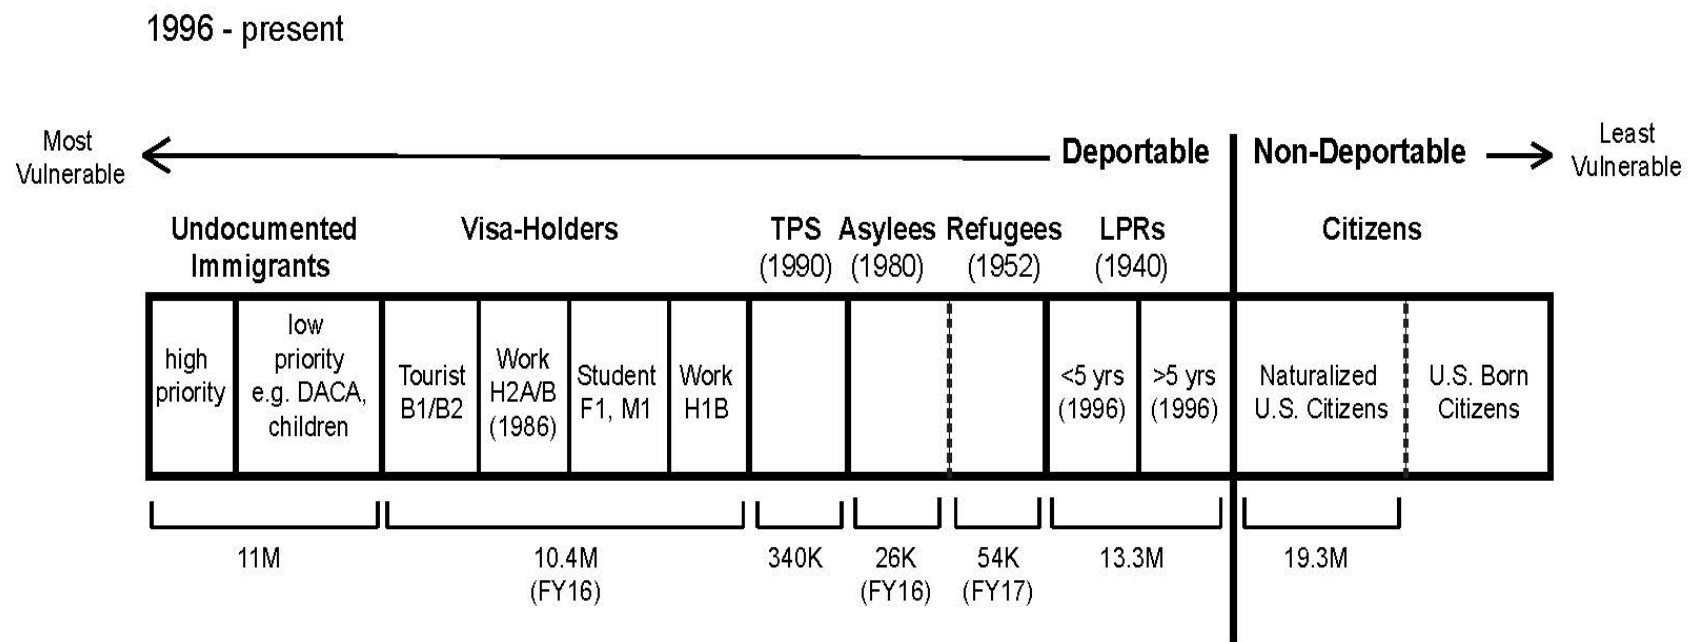 1996 - present
Most
Vulnerable
Deportable
Non-Deportable
Least
Vulnerable
Undocumented
Immigrants
Visa-Holders
TPS
(1990)
Asylees
(1980)
Refugees
(1952)
LPRs
(1940)
Citizens
high
priority
low
priority
e.g. DACA,
children
Tourist
B1/B2
Work
H2A/B
(1986)
Student
F1, M1
Work
H1B
<5 yrs
(1996)
>5 yrs
(1996)
Naturalized
U.S. Citizens
U.S. Born
Citizens
11M
10.4M
(FY16)
340K
26K
(FY16)
54K
(FY17)
13.3M
19.3M